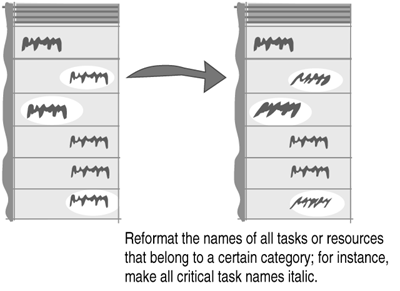 Reformat the names of all tasks or resources
that belong to a certain category; for instance,
make all critical task names italic.